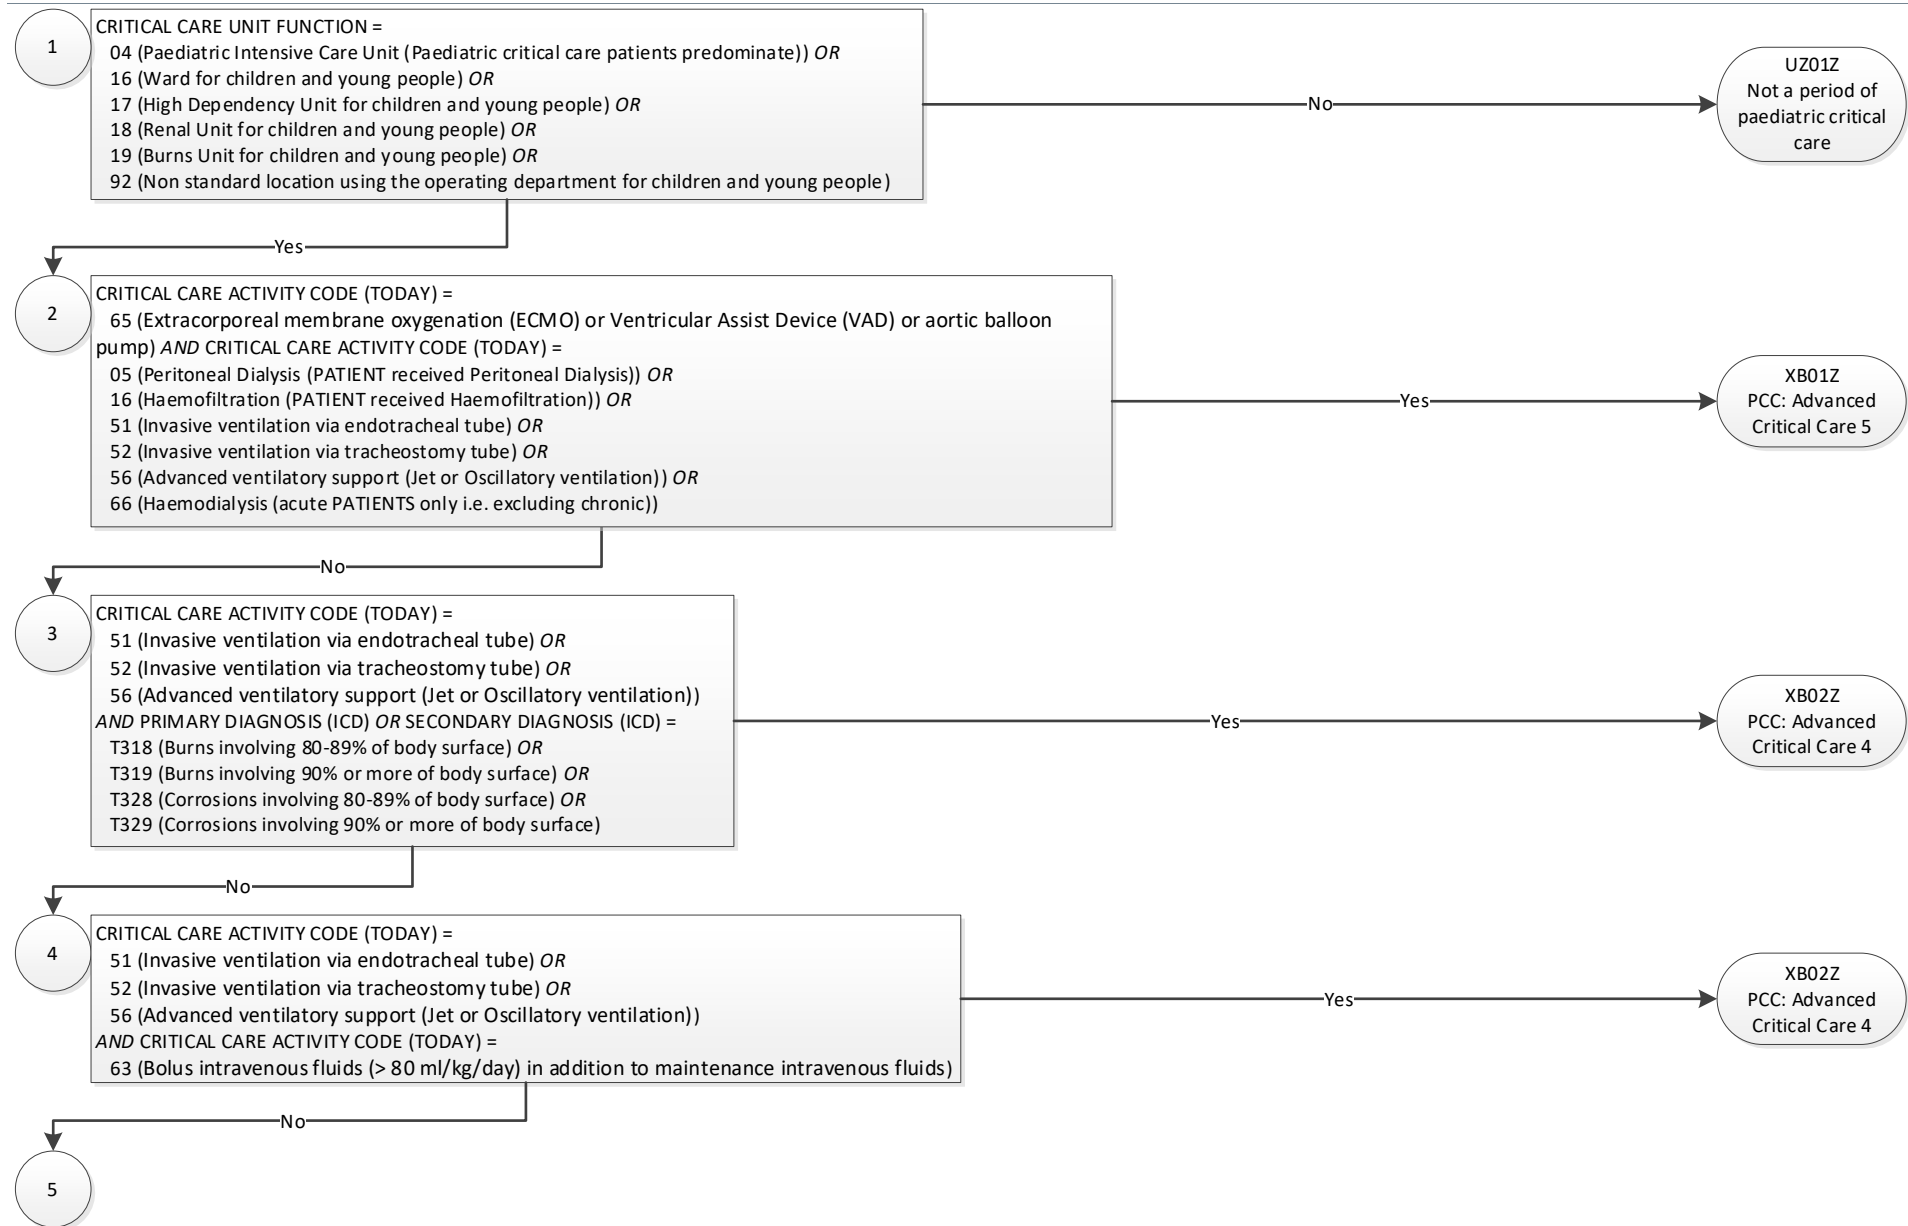 1
CRITICAL CARE UNIT FUNCTION =
04 (Paediatric Intensive Care Unit (Paediatric critical care patients predominate)) OR
16 (Ward for children and young people) OR
17 (High Dependency Unit for children and young people) OR
18 (Renal Unit for children and young people) OR
19 (Burns Unit for children and young people) OR
92 (Non standard location using the operating department for children and young people)
No
UZ01Z
Not a period of
paediatric critical
care
Yes
2
CRITICAL CARE ACTIVITY CODE (TODAY) =
65 (Extracorporeal membrane oxygenation (ECMO) or Ventricular Assist Device (VAD) or aortic balloon
pump) AND CRITICAL CARE ACTIVITY CODE (TODAY) =
05 (Peritoneal Dialysis (PATIENT received Peritoneal Dialysis)) OR
16 (Haemofiltration (PATIENT received Haemofiltration)) OR
51 (Invasive ventilation via endotracheal tube) OR
52 (Invasive ventilation via tracheostomy tube) OR
56 (Advanced ventilatory support (Jet or Oscillatory ventilation)) OR
66 (Haemodialysis (acute PATIENTS only i.e. excluding chronic))
Yes
XB01Z
PCC: Advanced
Critical Care 5
No
3
CRITICAL CARE ACTIVITY CODE (TODAY) =
51 (Invasive ventilation via endotracheal tube) OR
52 (Invasive ventilation via tracheostomy tube) OR
56 (Advanced ventilatory support (Jet or Oscillatory ventilation))
AND PRIMARY DIAGNOSIS (ICD) OR SECONDARY DIAGNOSIS (ICD) =
T318 (Burns involving 80-89% of body surface) OR
T319 (Burns involving 90% or more of body surface) OR
T328 (Corrosions involving 80-89% of body surface) OR
T329 (Corrosions involving 90% or more of body surface)
Yes
XB02Z
PCC: Advanced
Critical Care 4
No
4
CRITICAL CARE ACTIVITY CODE (TODAY) =
51 (Invasive ventilation via endotracheal tube) OR
52 (Invasive ventilation via tracheostomy tube) OR
56 (Advanced ventilatory support (Jet or Oscillatory ventilation))
AND CRITICAL CARE ACTIVITY CODE (TODAY) =
63 (Bolus intravenous fluids (> 80 ml/kg/day) in addition to maintenance intravenous fluids)
Yes
XB02Z
PCC: Advanced
Critical Care 4
No
5